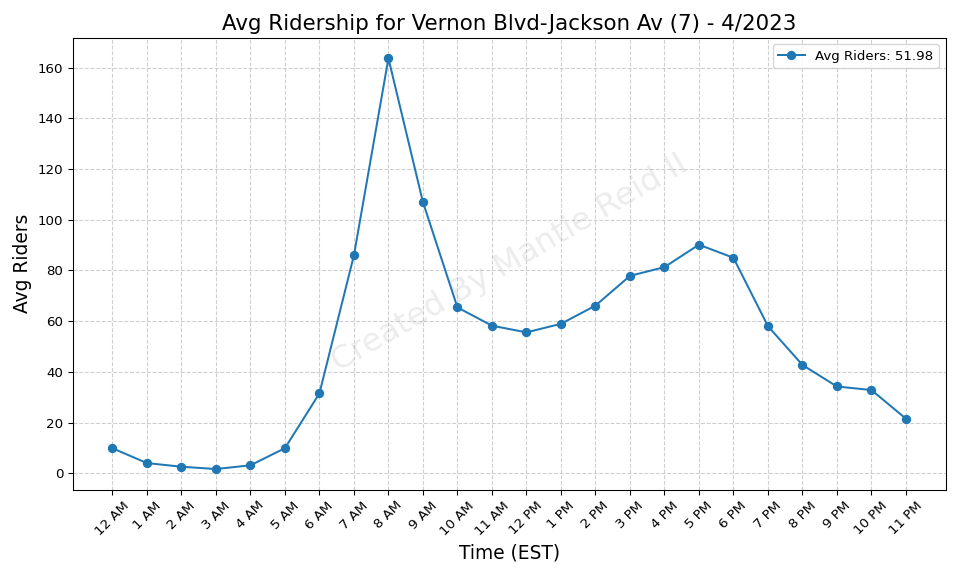 Avg Ridership for Vernon Blvd-Jackson Av (7) - 4/2023
Avg Riders: 51.98
160
140
120
100
80
60
40
20
0
Avg Riders
Created By Mantle Reid II
12 AM
1 AM
2 AM
3 AM
4 AM
5 AM
6 AM
7 AM
8 AM
9 AM
10 AM
11 AM
12 PM
1 PM
2 PM
3 PM
4 PM
5 PM
6 PM
7 PM
8 PM
9 PM
10 PM
11 PM
Time (EST)